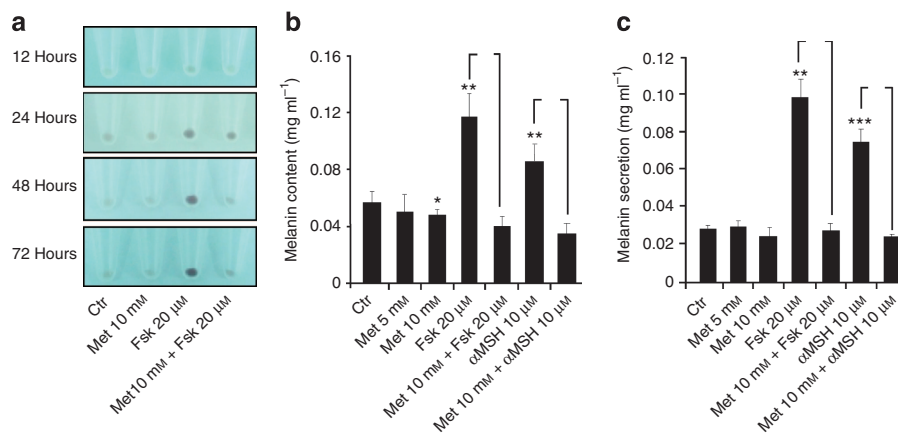 a
12 Hours
24 Hours
48 Hours
72 Hours
Ctr
Met 10 mM
Fsk 20 μM
Met10 mM + Fsk 20 μM
b
Melanin content (mg ml⁻¹)
0.16
0.12
0.08
0.04
0
*
**
**
Ctr
Met 5 mM
Met 10 mM
Fsk 20 μM
Met 10 mM + Fsk 20 μM
αMSH 10 μM
Met 10 mM + αMSH 10 μM
c
Melanin secretion (mg ml⁻¹)
0.12
0.10
0.08
0.06
0.04
0.02
0
**
***
Ctr
Met 5 mM
Met 10 mM
Fsk 20 μM
Met 10 mM + Fsk 20 μM
αMSH 10 μM
Met 10 mM + αMSH 10 μM